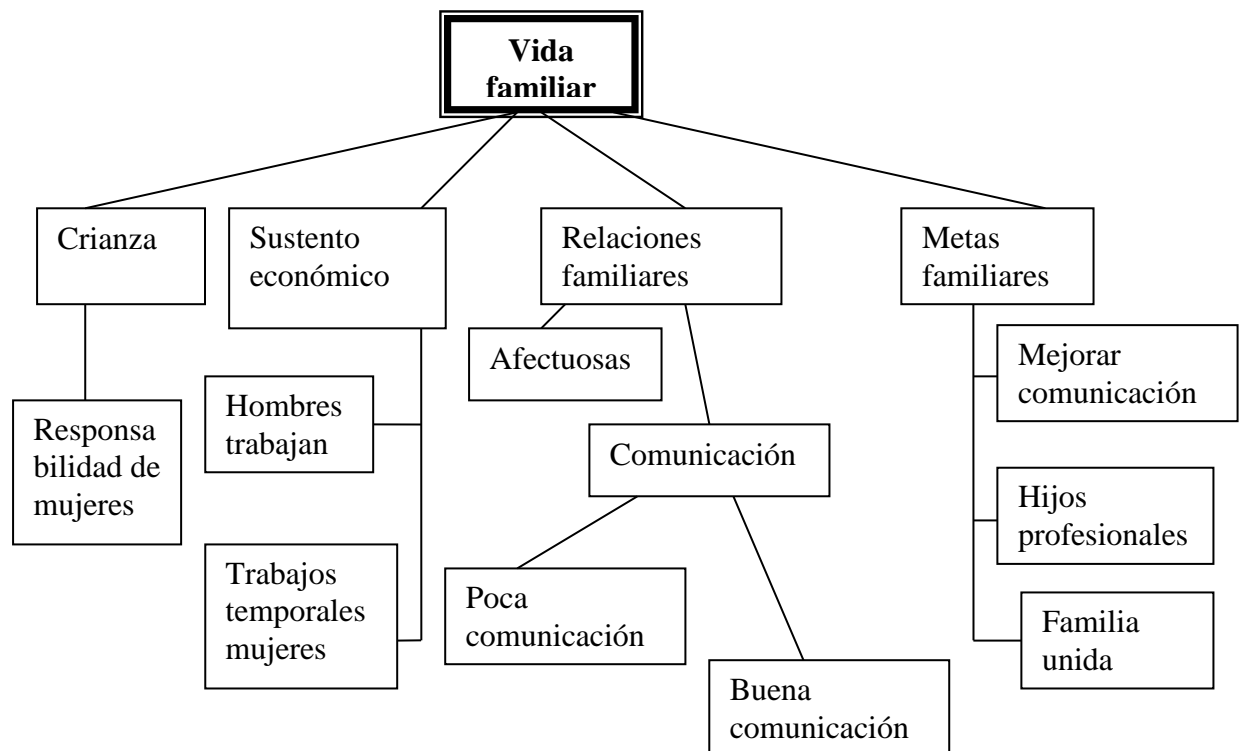 Vida
familiar
Crianza
Sustento
económico
Relaciones
familiares
Metas
familiares
Afectuosas
Mejorar
comunicación
Hombres
trabajan
Responsa
bilidad de
mujeres
Comunicación
Hijos
profesionales
Trabajos
temporales
mujeres
Poca
comunicación
Familia
unida
Buena
comunicación